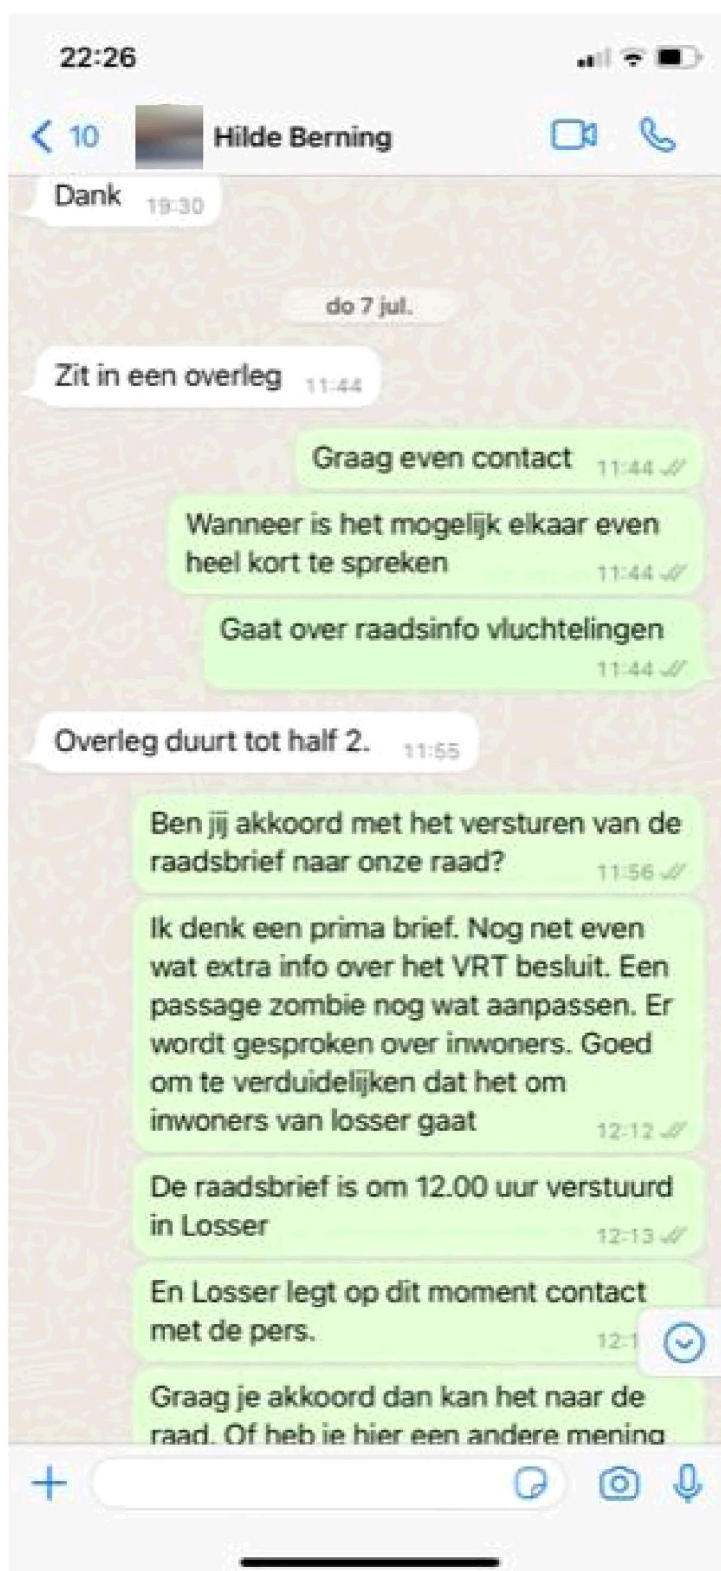 22:26
10 Hilde Berning
Dank 19:30
do 7 jul.
Zit in een overleg 11:44
Graag even contact 11:44
Wanneer is het mogelijk elkaar even
heel kort te spreken 11:44
Gaat over raadsinfo vluchtelingen
11:44
Overleg duurt tot half 2. 11:55
Ben jij akkoord met het versturen van de
raadsbrief naar onze raad? 11:56
Ik denk een prima brief. Nog net even
wat extra info over het VRT besluit. Een
passage zombie nog wat aanpassen. Er
wordt gesproken over inwoners. Goed
om te verduidelijken dat het om
inwoners van losser gaat 12:12
De raadsbrief is om 12.00 uur verstuurd
in Losser 12:13
En Losser legt op dit moment contact
met de pers. 12:1
Graag je akkoord dan kan het naar de
raad. Of heb je hier een andere mening